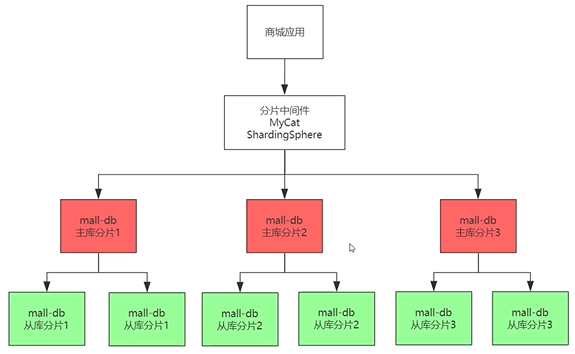 商城应用
分片中间件
MyCat
ShardingSphere
mall-db
主库分片1
mall-db
主库分片2
mall-db
主库分片3
mall-db
从库分片1
mall-db
从库分片1
mall-db
从库分片2
mall-db
从库分片2
mall-db
从库分片3
mall-db
从库分片3